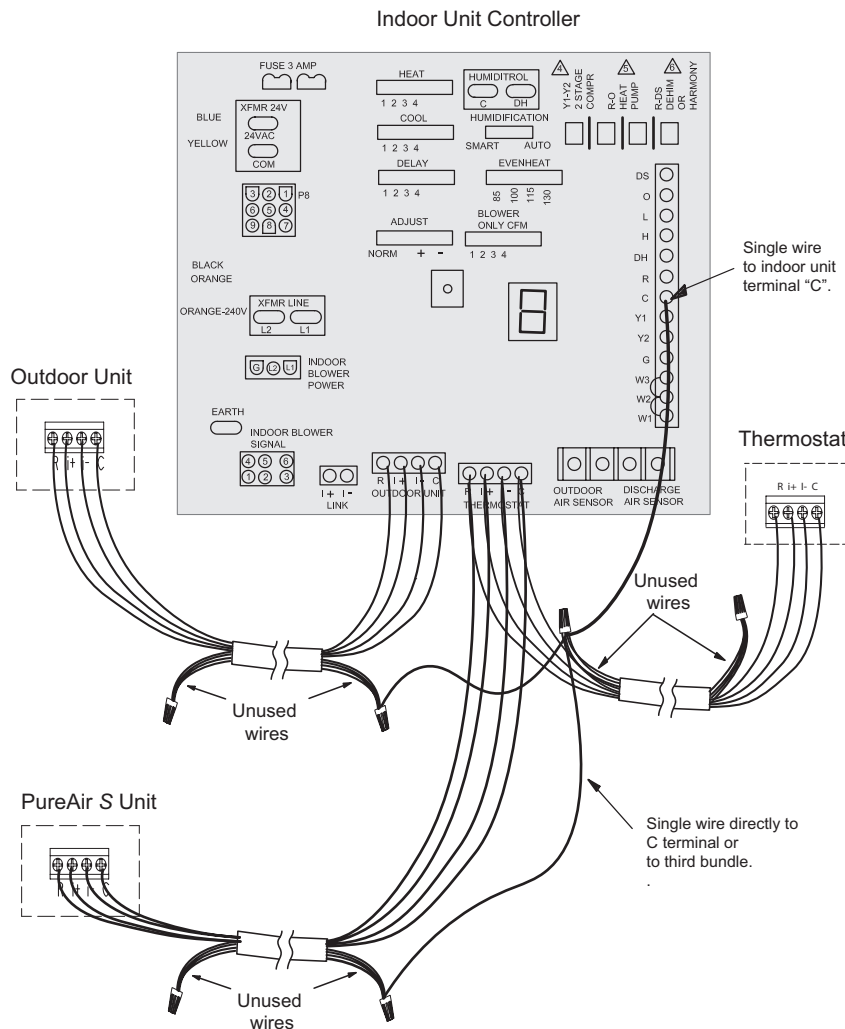 Indoor Unit Controller
FUSE 3 AMP
HEAT
1 2 3 4
HUMIDITROL
C DH
4
5
6
Y1-Y2
2 STAGE
COMPR
R-O
HEAT
PUMP
R-DS
DEHIM
OR
HARMONY
BLUE
XFMR 24V
YELLOW
24VAC
COM
COOL
1 2 3 4
HUMIDIFICATION
SMART AUTO
DELAY
1 2 3 4
EVENHEAT
85 100 115 130
3 2 1
6 5 4
9 8 7
P8
ADJUST
NORM + -
BLOWER
ONLY CFM
1 2 3 4
DS
O
L
H
DH
R
C
Y1
Y2
G
W3
W2
W1
Single wire
to indoor unit
terminal “C”.
BLACK
ORANGE
ORANGE-240V
XFMR LINE
L2 L1
G L2 L1
INDOOR
BLOWER
POWER
EARTH
INDOOR BLOWER
SIGNAL
4 5 6
1 2 3
I+ I-
LINK
R I+ I- C
OUTDOOR UNIT
R I+ I- C
THERMOSTAT
OUTDOOR
AIR SENSOR
DISCHARGE
AIR SENSOR
Outdoor Unit
R i+ I- C
Thermostat
R i+ I- C
Unused
wires
Unused
wires
PureAir S Unit
R i+ I- C
Single wire directly to
C terminal or
to third bundle.
.
Unused
wires